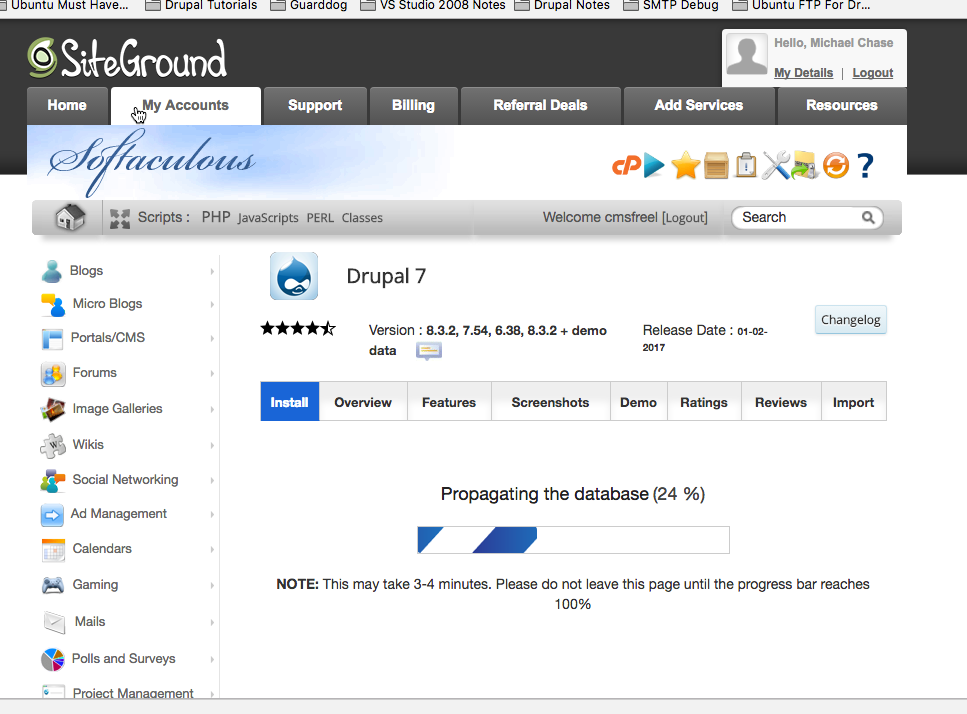 Ubuntu Must Have... Drupal Tutorials Guarddog VS Studio 2008 Notes Drupal Notes SMTP Debug Ubuntu FTP For Dr...
SiteGround
Hello, Michael Chase
My Details | Logout
Home My Accounts Support Billing Referral Deals Add Services Resources
Softaculous
cP ?
Scripts : PHP JavaScripts PERL Classes Welcome cmsfreel [Logout] Search
Blogs
Micro Blogs
Portals/CMS
Forums
Image Galleries
Wikis
Social Networking
Ad Management
Calendars
Gaming
Mails
Polls and Surveys
Project Management
Drupal 7
Version : 8.3.2, 7.54, 6.38, 8.3.2 + demo
data
Release Date : 01-02-
2017
Changelog
Install Overview Features Screenshots Demo Ratings Reviews Import
Propagating the database (24 %)
NOTE: This may take 3-4 minutes. Please do not leave this page until the progress bar reaches
100%